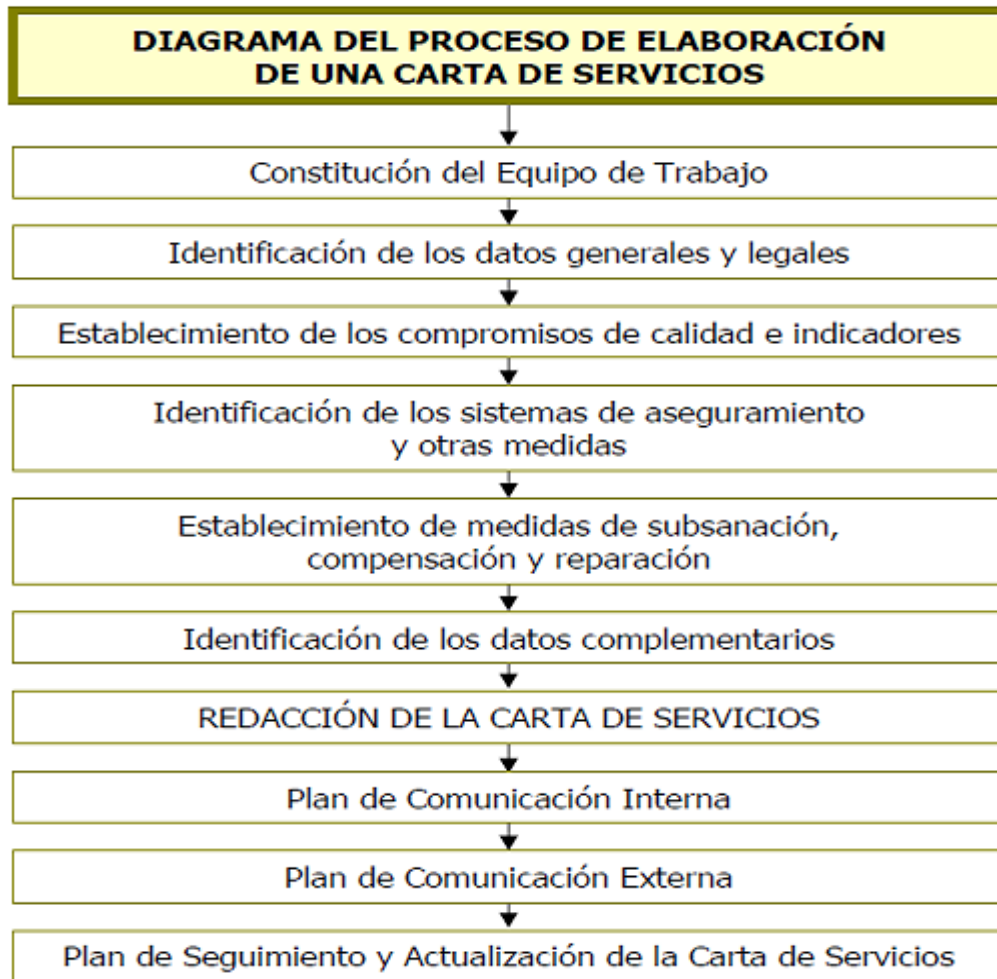 DIAGRAMA DEL PROCESO DE ELABORACIÓN
DE UNA CARTA DE SERVICIOS
Constitución del Equipo de Trabajo
Identificación de los datos generales y legales
Establecimiento de los compromisos de calidad e indicadores
Identificación de los sistemas de aseguramiento
y otras medidas
Establecimiento de medidas de subsanación,
compensación y reparación
Identificación de los datos complementarios
REDACCIÓN DE LA CARTA DE SERVICIOS
Plan de Comunicación Interna
Plan de Comunicación Externa
Plan de Seguimiento y Actualización de la Carta de Servicios